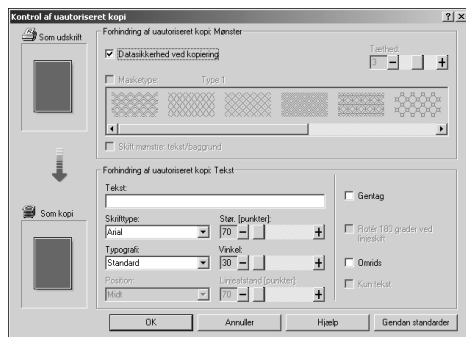 Kontrol af uautoriseret kopi
Som udskrift
Som kopi
Forhindring af uautoriseret kopi: Mønster
Datasikkerhed ved kopiering
Tæthed:
3
Masketype: Type 1
Skift mønstre: tekst/baggrund
Forhindring af uautoriseret kopi: Tekst
Tekst:
Skrifttype:
Arial
Stør. [punkter]:
70
Typografi:
Standard
Vinkel:
30
Position:
Midt
Linjeafstand [punkter]:
70
Gentag
Rotér 180 grader ved
linjeskift
Omrids
Kun tekst
OK
Annuller
Hjælp
Gendan standarder